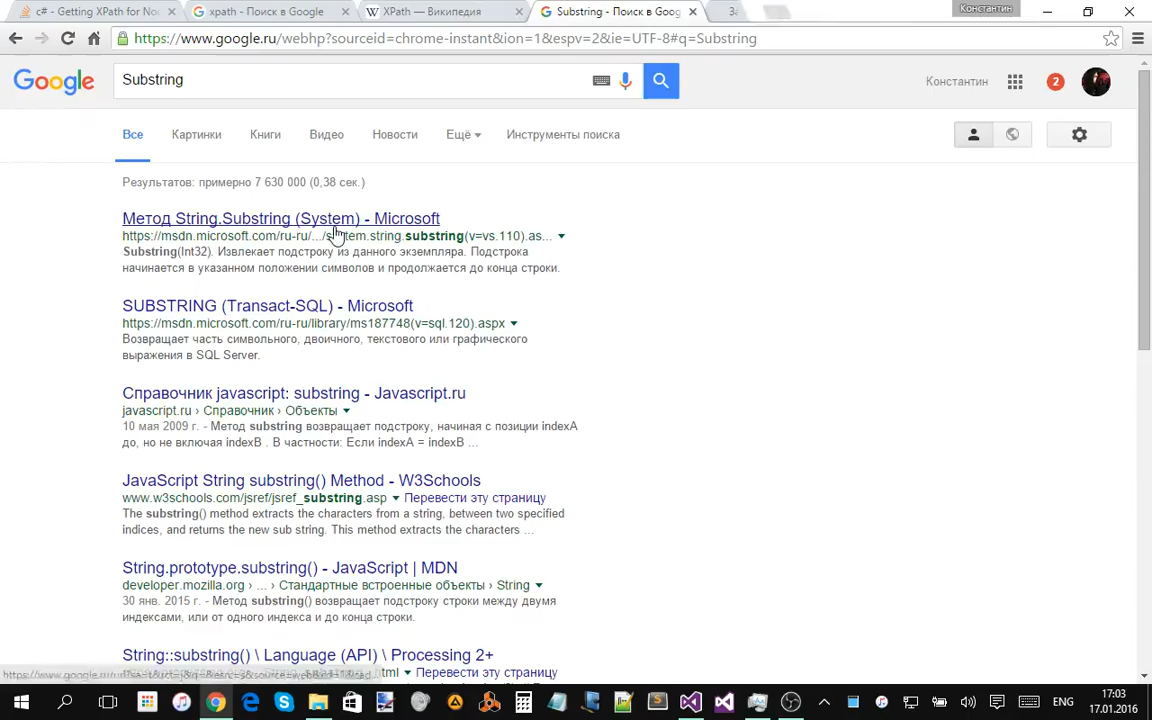 c# - Getting XPath for No
xpath - Поиск в Google
XPath — Википедия
Substring - Поиск в Goog
Константин
https://www.google.ru/webhp?sourceid=chrome-instant&ion=1&espv=2&ie=UTF-8#q=Substring
Google
Substring
Константин
2
Все
Картинки
Книги
Видео
Новости
Ещё
Инструменты поиска
Результатов: примерно 7 630 000 (0,38 сек.)
Метод String.Substring (System) - Microsoft
https://msdn.microsoft.com/ru-ru/.../system.string.substring(v=vs.110).as...
Substring(Int32). Извлекает подстроку из данного экземпляра. Подстрока
начинается в указанном положении символов и продолжается до конца строки.
SUBSTRING (Transact-SQL) - Microsoft
https://msdn.microsoft.com/ru-ru/library/ms187748(v=sql.120).aspx
Возвращает часть символьного, двоичного, текстового или графического
выражения в SQL Server.
Справочник javascript: substring - Javascript.ru
javascript.ru › Справочник › Объекты
10 мая 2009 г. - Метод substring возвращает подстроку, начиная с позиции indexA
до, но не включая indexB . В частности: Если indexA = indexB ...
JavaScript String substring() Method - W3Schools
www.w3schools.com/jsref/jsref_substring.asp Перевести эту страницу
The substring() method extracts the characters from a string, between two specified
indices, and returns the new sub string. This method extracts the characters ...
String.prototype.substring() - JavaScript | MDN
developer.mozilla.org › ... › Стандартные встроенные объекты › String
30 янв. 2015 г. - Метод substring() возвращает подстроку строки между двумя
индексами, или от одного индекса и до конца строки.
String::substring() \ Language (API) \ Processing 2+
html Перевести эту страницу
ENG
17:03
17.01.2016